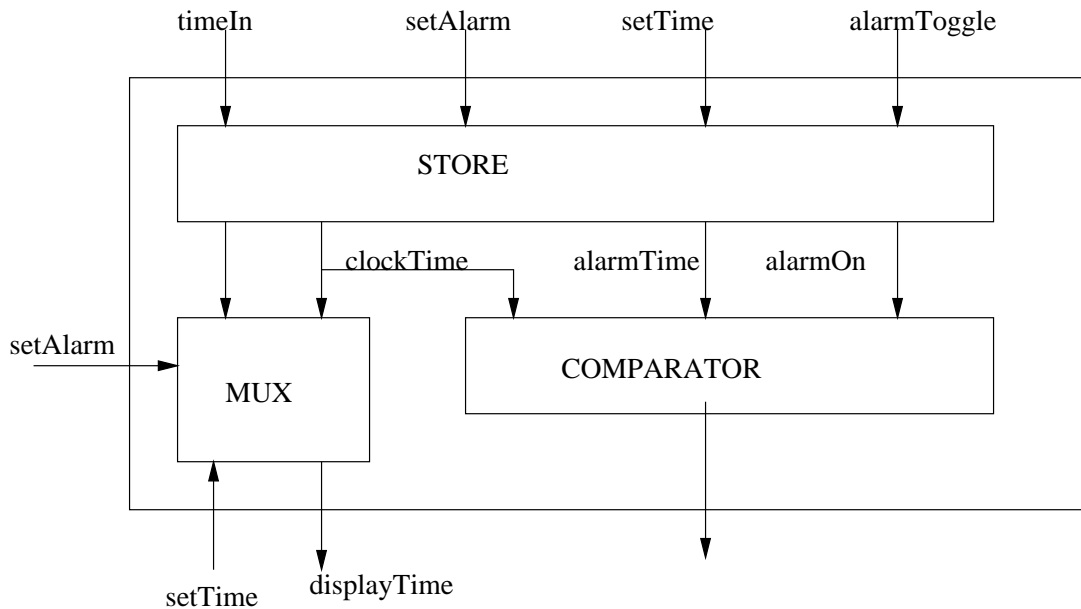 timeIn
setAlarm
setTime
alarmToggle
STORE
clockTime
alarmTime
alarmOn
setAlarm
MUX
COMPARATOR
setTime
displayTime